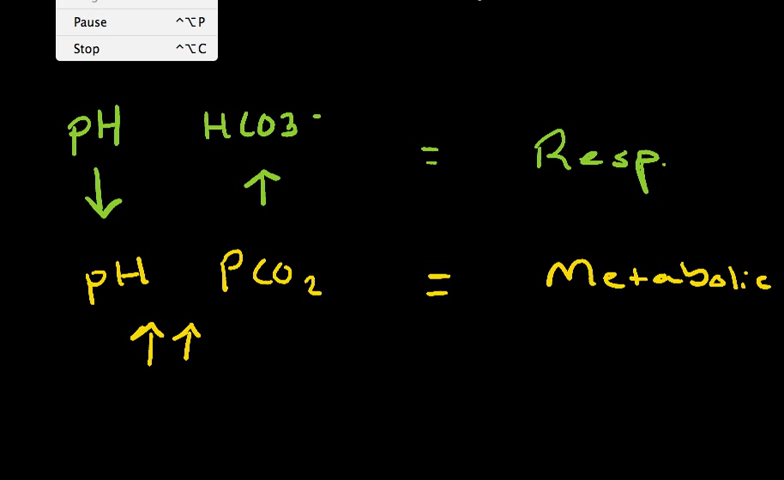 Pause ^⌥P
Stop ^⌥C
pH HCO3- = Resp.
↓ ↑
pH PCO2 = Metabolic
↑↑